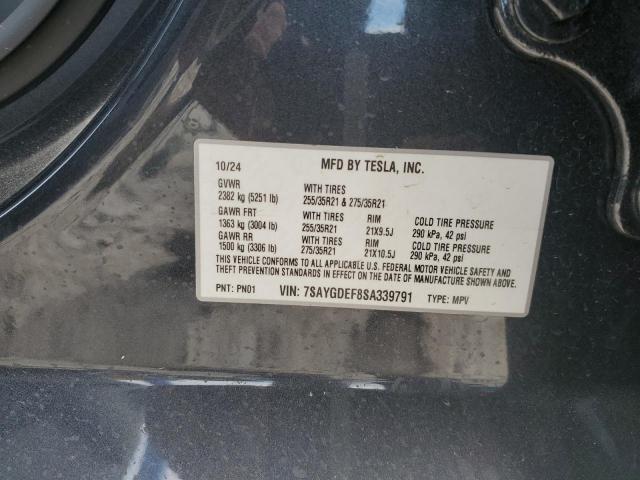 10/24 MFD BY TESLA, INC.
GVWR WITH TIRES
2382 kg (5251 lb) 255/35R21 & 275/35R21
GAWR FRT WITH TIRES RIM COLD TIRE PRESSURE
1363 kg (3004 lb) 255/35R21 21X9.5J 290 kPa, 42 psi
GAWR RR WITH TIRES RIM COLD TIRE PRESSURE
1500 kg (3306 lb) 275/35R21 21X10.5J 290 kPa, 42 psi
THIS VEHICLE CONFORMS TO ALL APPLICABLE U.S. FEDERAL MOTOR VEHICLE SAFETY AND
THEFT PREVENTION STANDARDS IN EFFECT ON THE DATE OF MANUFACTURE SHOWN ABOVE.
PNT: PN01 VIN: 7SAYGDEF8SA339791 TYPE: MPV